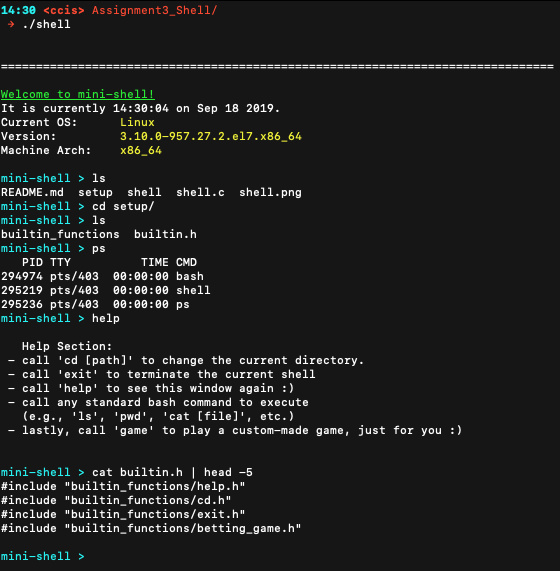 14:30 <ccis> Assignment3_Shell/
→ ./shell
===============================================================================
Welcome to mini-shell!
It is currently 14:30:04 on Sep 18 2019.
Current OS:      Linux
Version:         3.10.0-957.27.2.el7.x86_64
Machine Arch:    x86_64
mini-shell > ls
README.md  setup  shell  shell.c  shell.png
mini-shell > cd setup/
mini-shell > ls
builtin_functions  builtin.h
mini-shell > ps
   PID TTY          TIME CMD
294974 pts/403  00:00:00 bash
295219 pts/403  00:00:00 shell
295236 pts/403  00:00:00 ps
mini-shell > help
   Help Section:
 - call 'cd [path]' to change the current directory.
 - call 'exit' to terminate the current shell
 - call 'help' to see this window again :)
 - call any standard bash command to execute
   (e.g., 'ls', 'pwd', 'cat [file]', etc.)
 - lastly, call 'game' to play a custom-made game, just for you :)
mini-shell > cat builtin.h | head -5
#include "builtin_functions/help.h"
#include "builtin_functions/cd.h"
#include "builtin_functions/exit.h"
#include "builtin_functions/betting_game.h"
mini-shell >